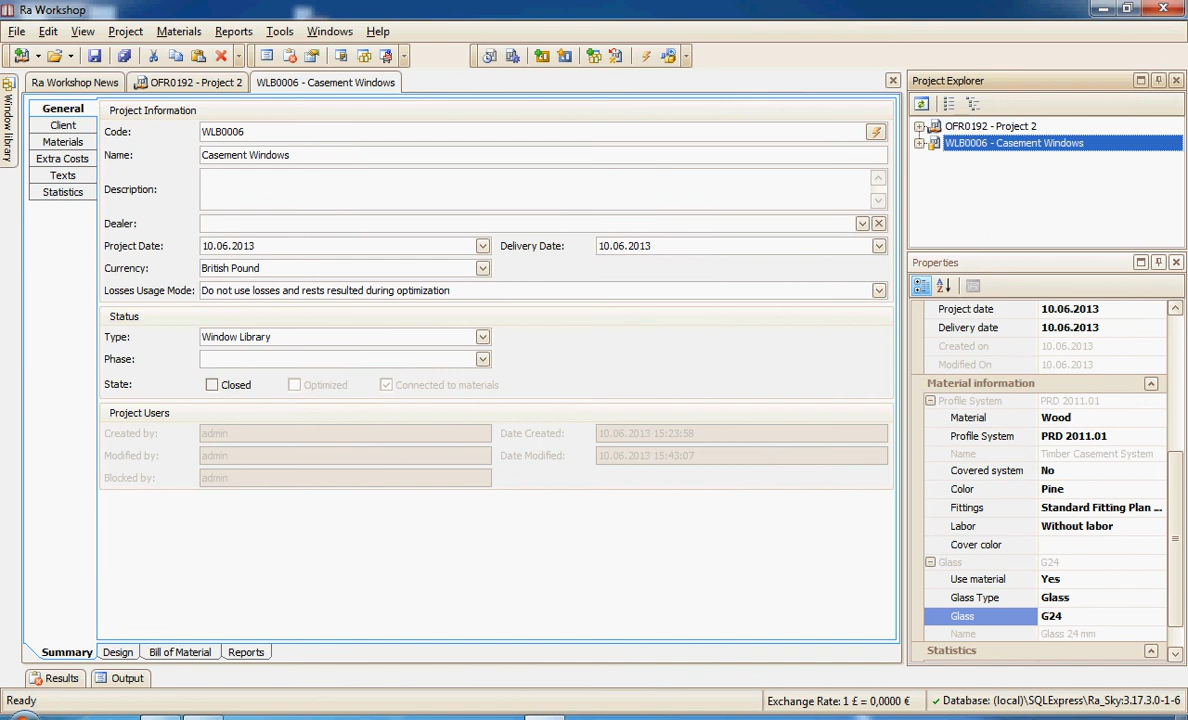 Ra Workshop
File Edit View Project Materials Reports Tools Windows Help
Ra Workshop News OFR0192 - Project 2 WLB0006 - Casement Windows
Window library
General
Client
Materials
Extra Costs
Texts
Statistics
Project Information
Code: WLB0006
Name: Casement Windows
Description:
Dealer:
Project Date: 10.06.2013 Delivery Date: 10.06.2013
Currency: British Pound
Losses Usage Mode: Do not use losses and rests resulted during optimization
Status
Type: Window Library
Phase:
State: Closed Optimized Connected to materials
Project Users
Created by: admin Date Created: 10.06.2013 15:23:58
Modified by: admin Date Modified: 10.06.2013 15:43:07
Blocked by: admin
Summary Design Bill of Material Reports
Project Explorer
OFR0192 - Project 2
WLB0006 - Casement Windows
Properties
Project date 10.06.2013
Delivery date 10.06.2013
Created on 10.06.2013
Modified On 10.06.2013
Material information
Profile System PRD 2011.01
Material Wood
Profile System PRD 2011.01
Name Timber Casement System
Covered system No
Color Pine
Fittings Standard Fitting Plan ...
Labor Without labor
Cover color
Glass G24
Use material Yes
Glass Type Glass
Glass G24
Name Glass 24 mm
Statistics
Results Output
Ready Exchange Rate: 1 £ = 0,0000 € Database: (local)\SQLExpress\Ra_Sky:3.17.3.0-1-6